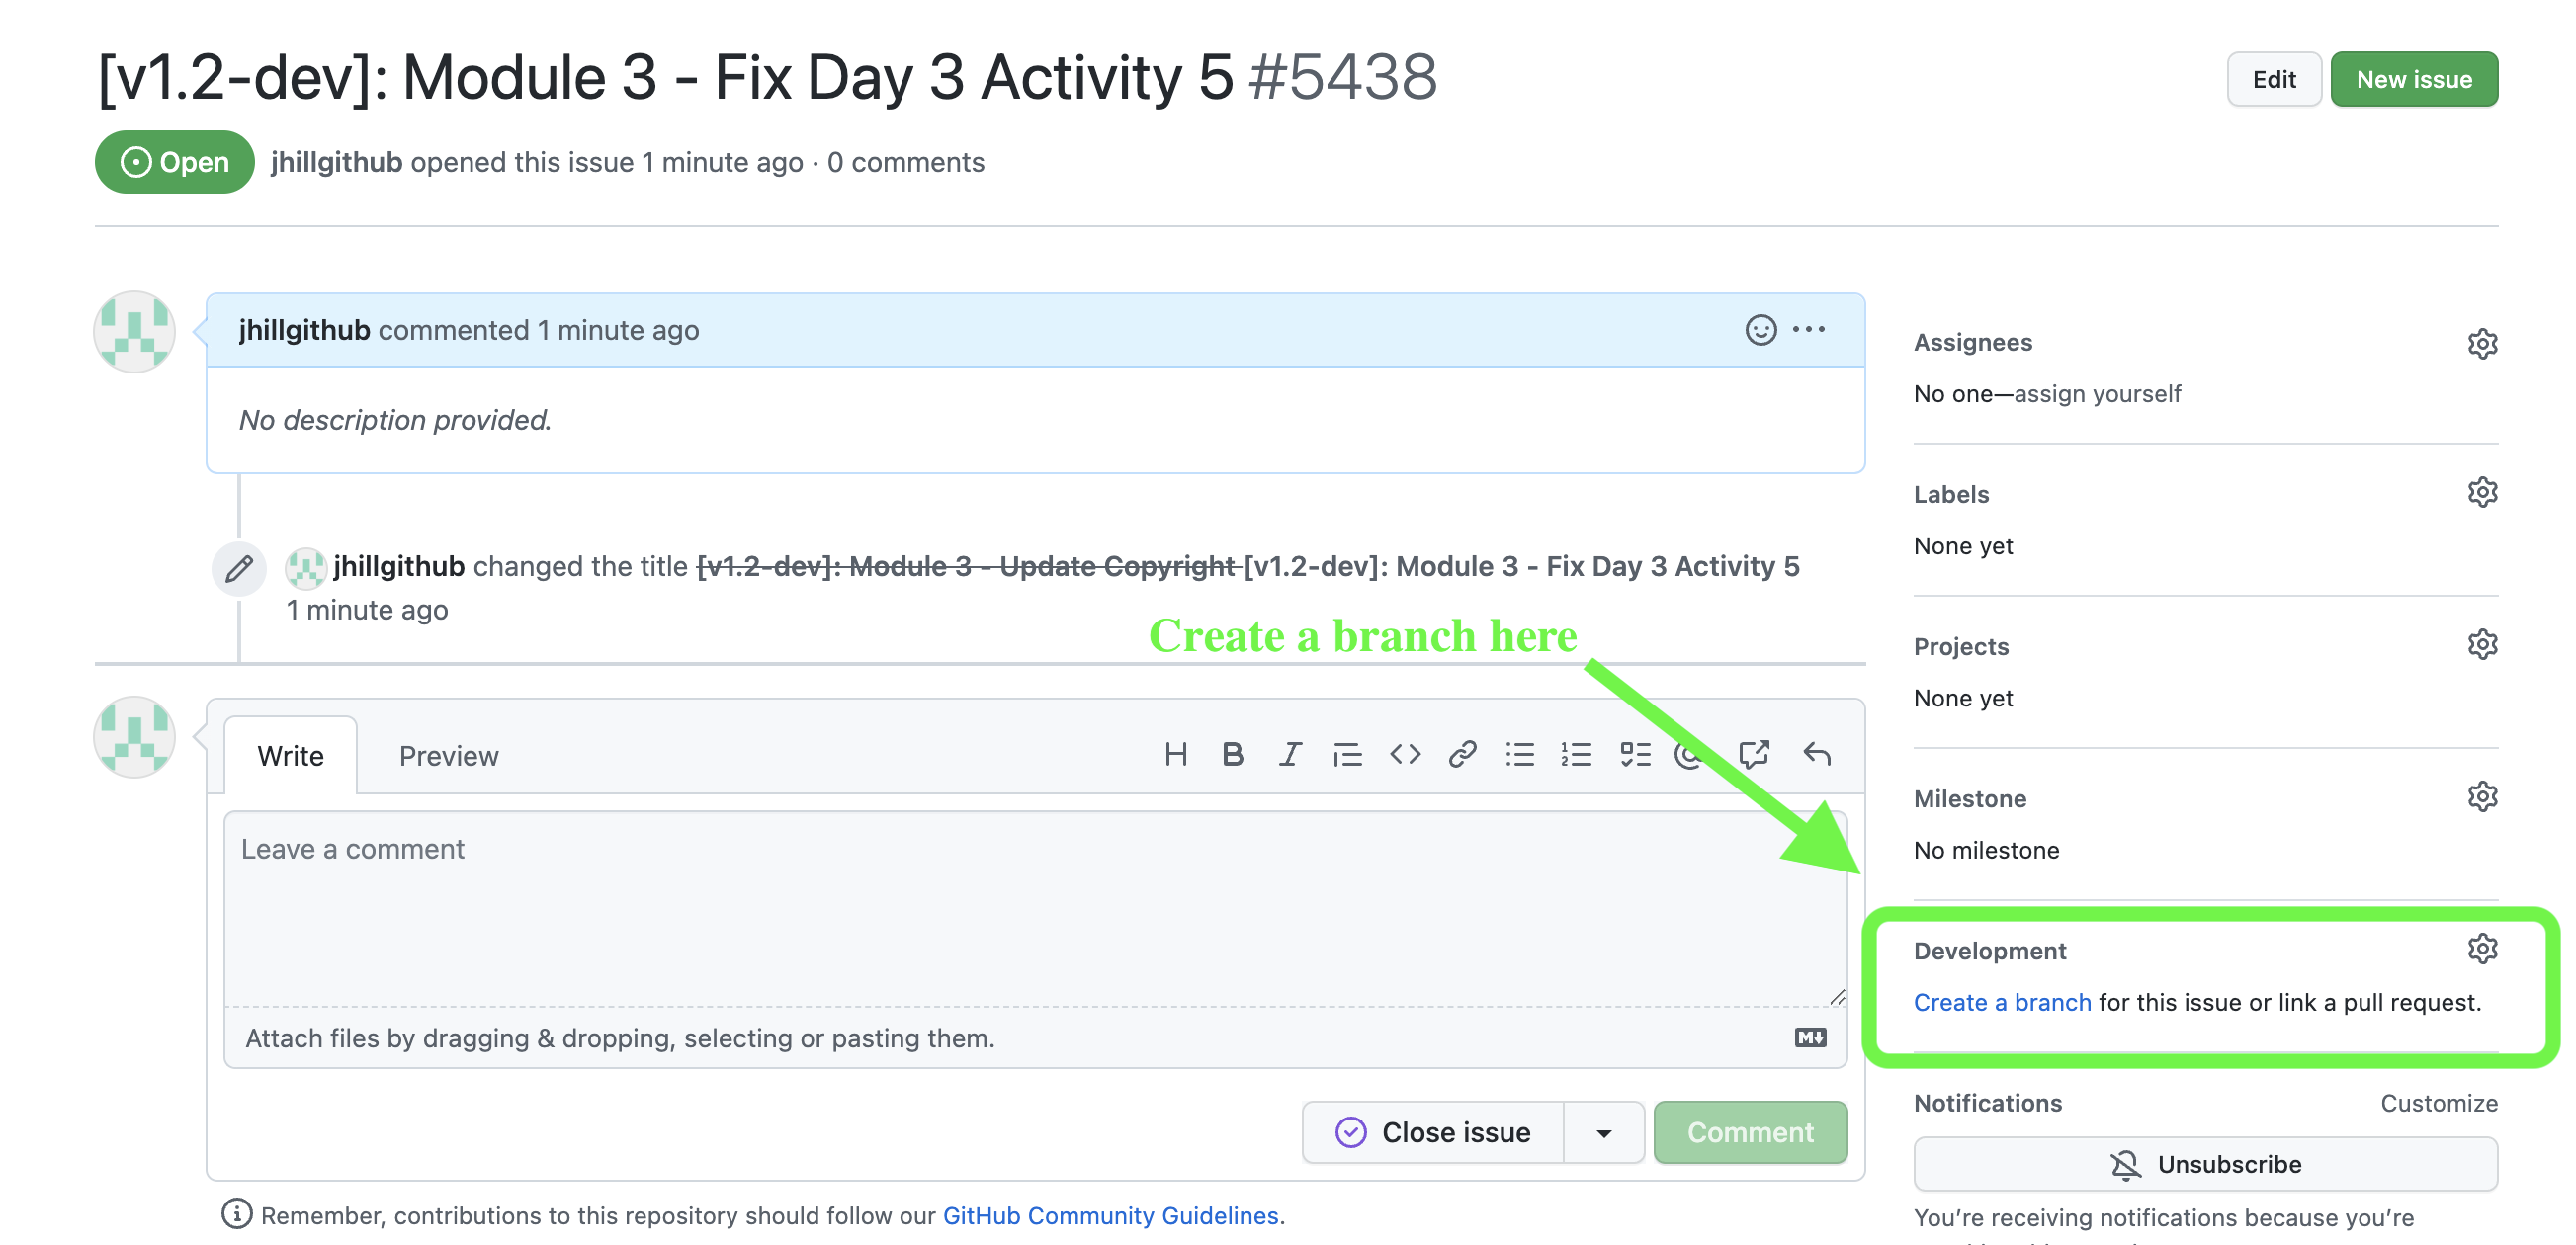 [v1.2-dev]: Module 3 - Fix Day 3 Activity 5 #5438
Edit
New issue
Open
jhillgithub opened this issue 1 minute ago · 0 comments
jhillgithub commented 1 minute ago
No description provided.
jhillgithub changed the title [v1.2-dev]: Module 3 - Update Copyright [v1.2-dev]: Module 3 - Fix Day 3 Activity 5
1 minute ago
Create a branch here
Write
Preview
Leave a comment
Attach files by dragging & dropping, selecting or pasting them.
Close issue
Comment
Remember, contributions to this repository should follow our GitHub Community Guidelines.
Assignees
No one—assign yourself
Labels
None yet
Projects
None yet
Milestone
No milestone
Development
Create a branch for this issue or link a pull request.
Notifications
Customize
Unsubscribe
You’re receiving notifications because you’re